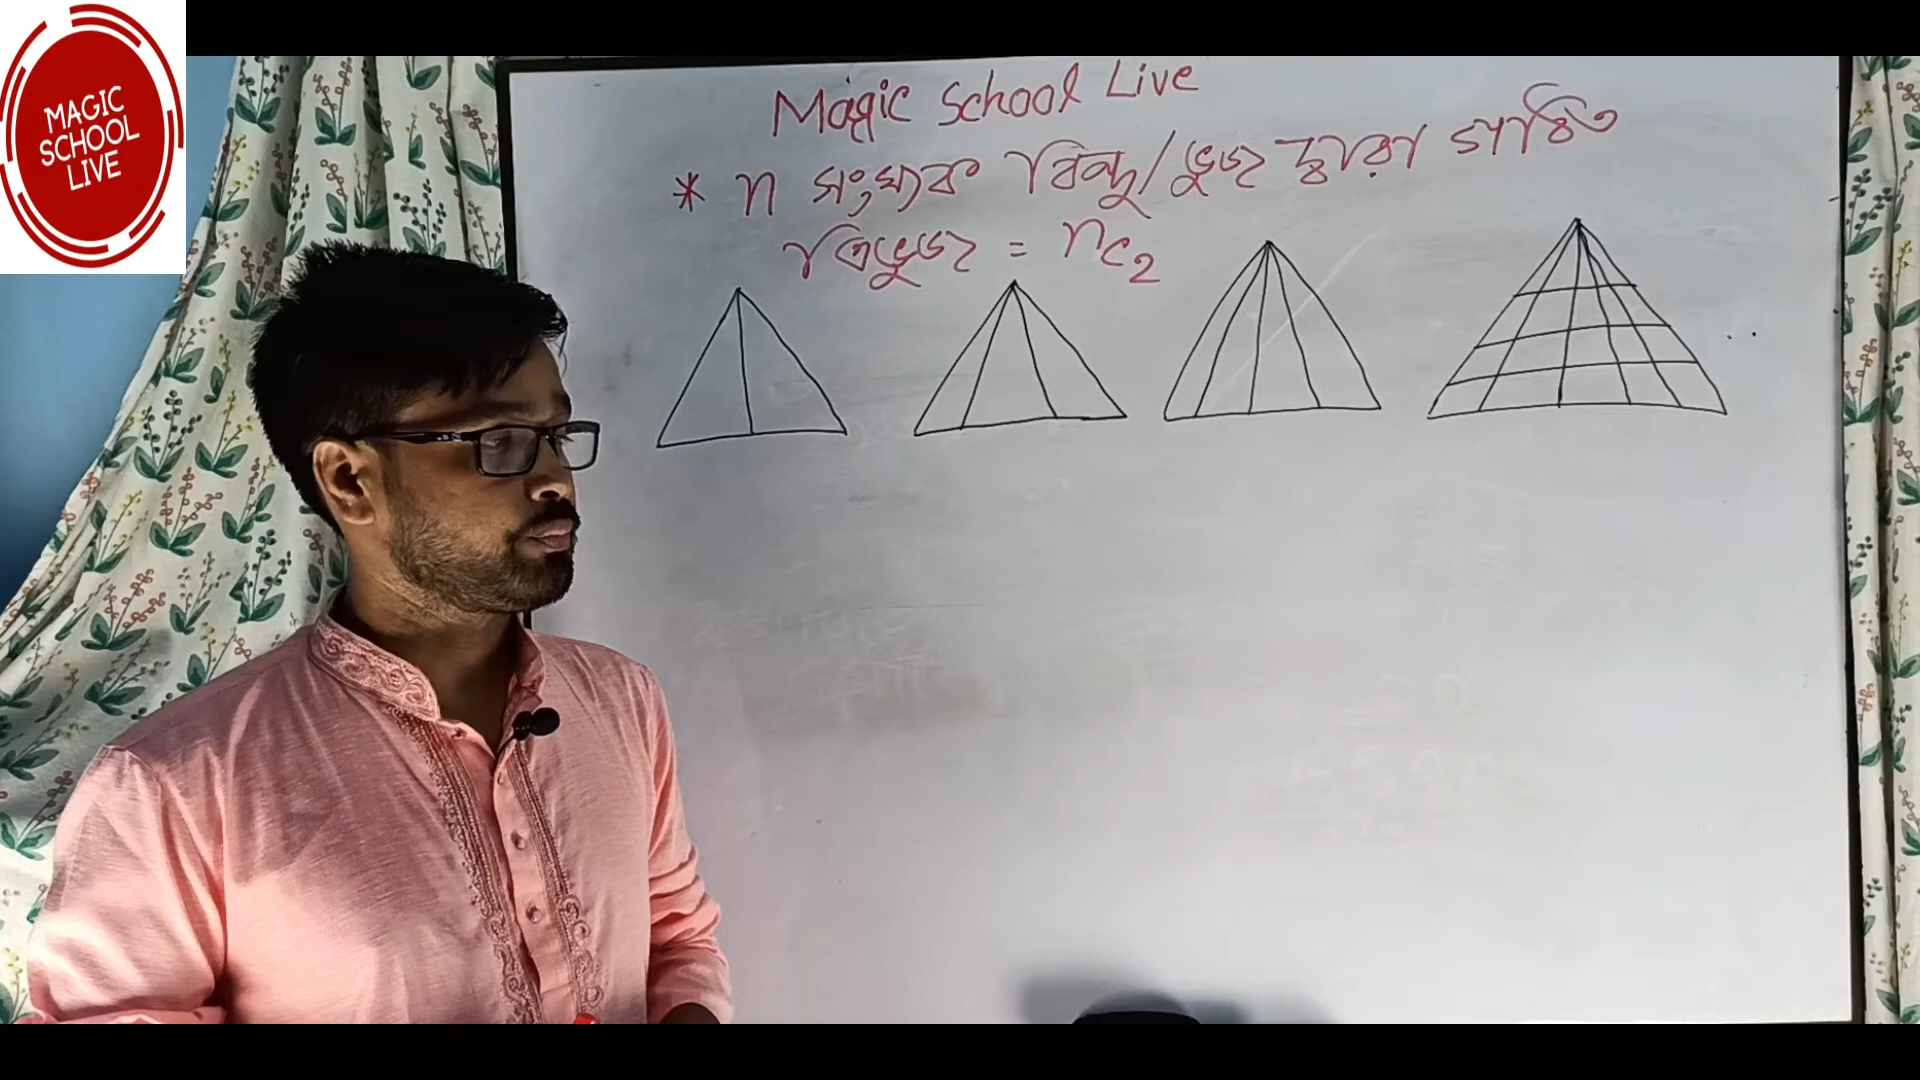 MAGIC
SCHOOL
LIVE
Magic School Live
* n সংখ্যক বিন্দু/ভুজ দ্বারা গঠিত
ত্রিভুজ = nc₂